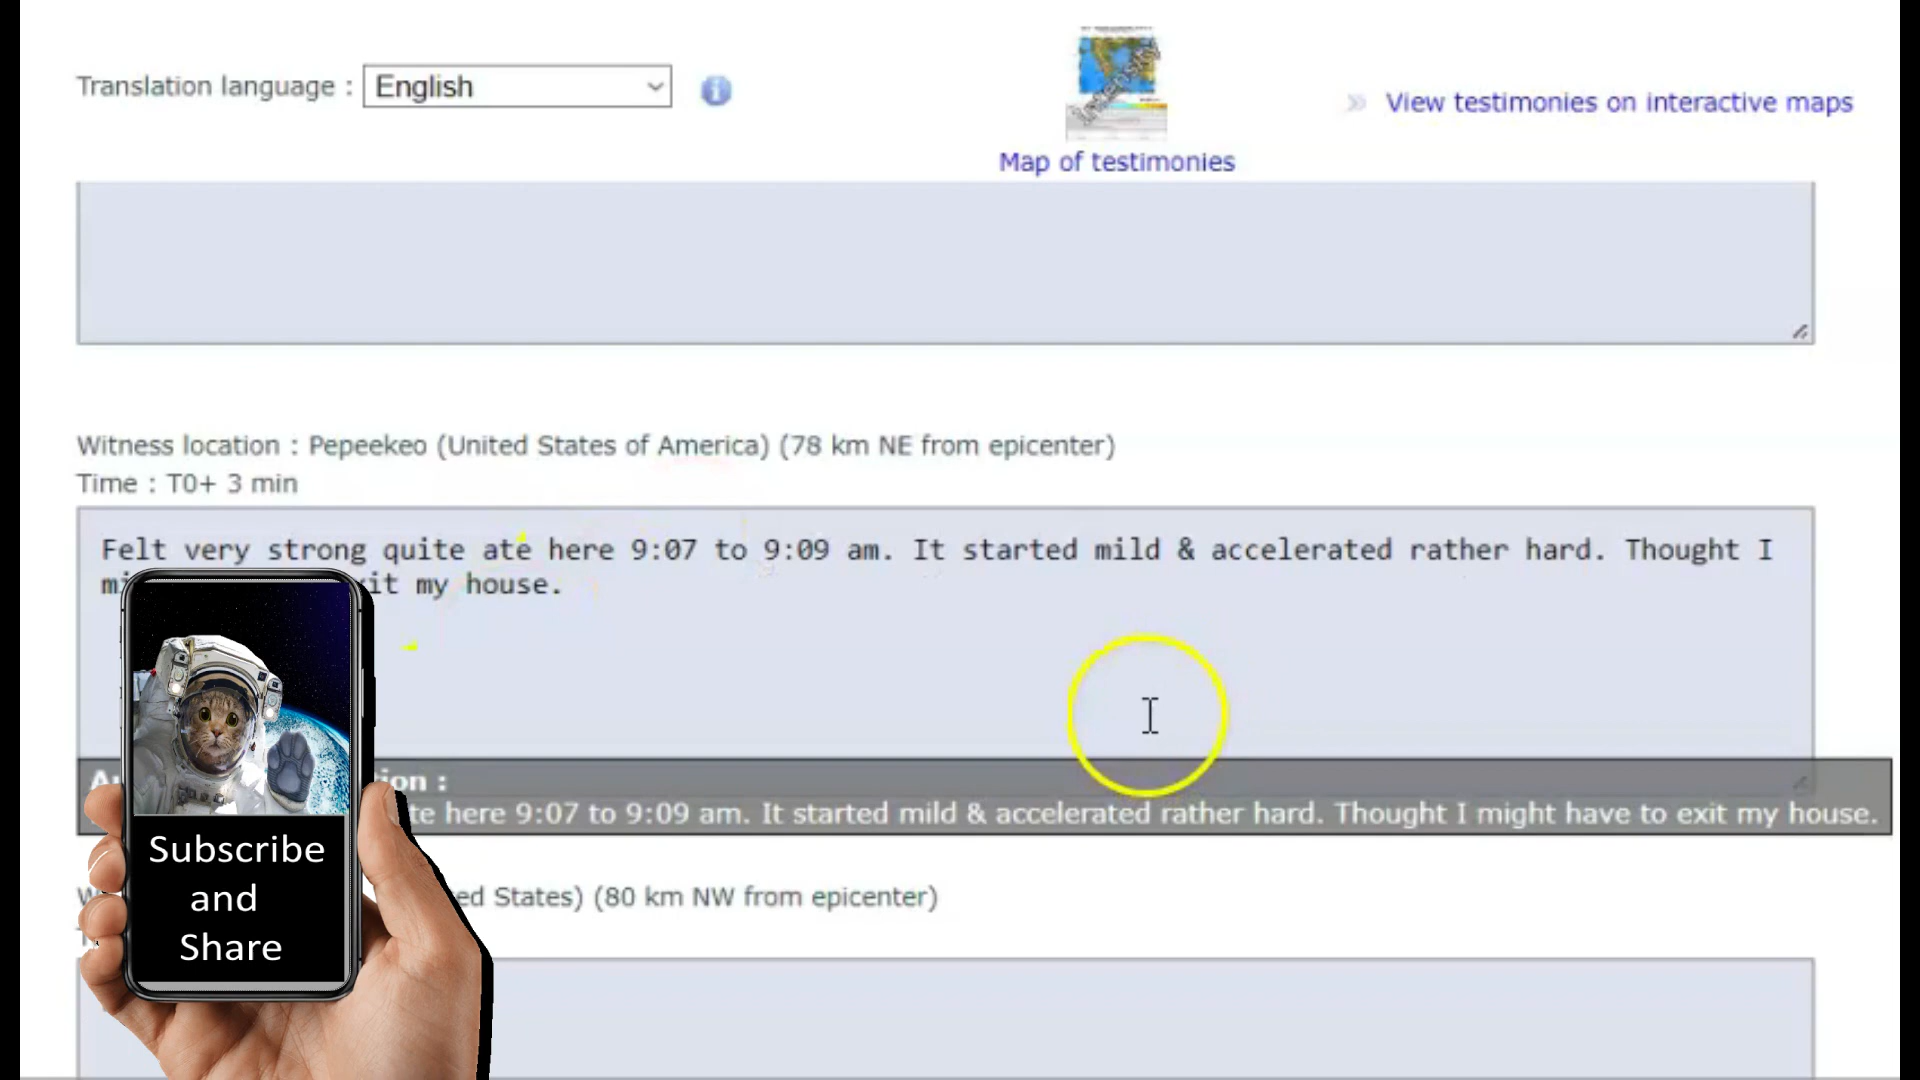 Translation language : English
View testimonies on interactive maps
Map of testimonies
Witness location : Pepeekeo (United States of America) (78 km NE from epicenter)
Time : T0+ 3 min
Felt very strong quite ate here 9:07 to 9:09 am. It started mild & accelerated rather hard. Thought I
my house.
here 9:07 to 9:09 am. It started mild & accelerated rather hard. Thought I might have to exit my house.
States) (80 km NW from epicenter)
Subscribe
and
Share